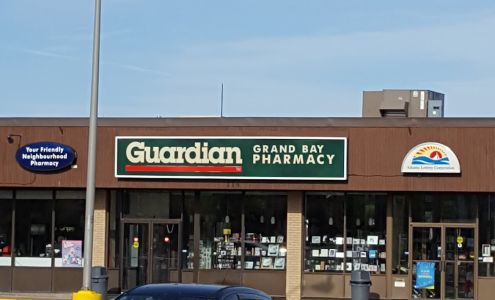 Your Friendly
Neighbourhood
Pharmacy
Guardian
GRAND BAY
PHARMACY
Atlantic Lottery Corporation